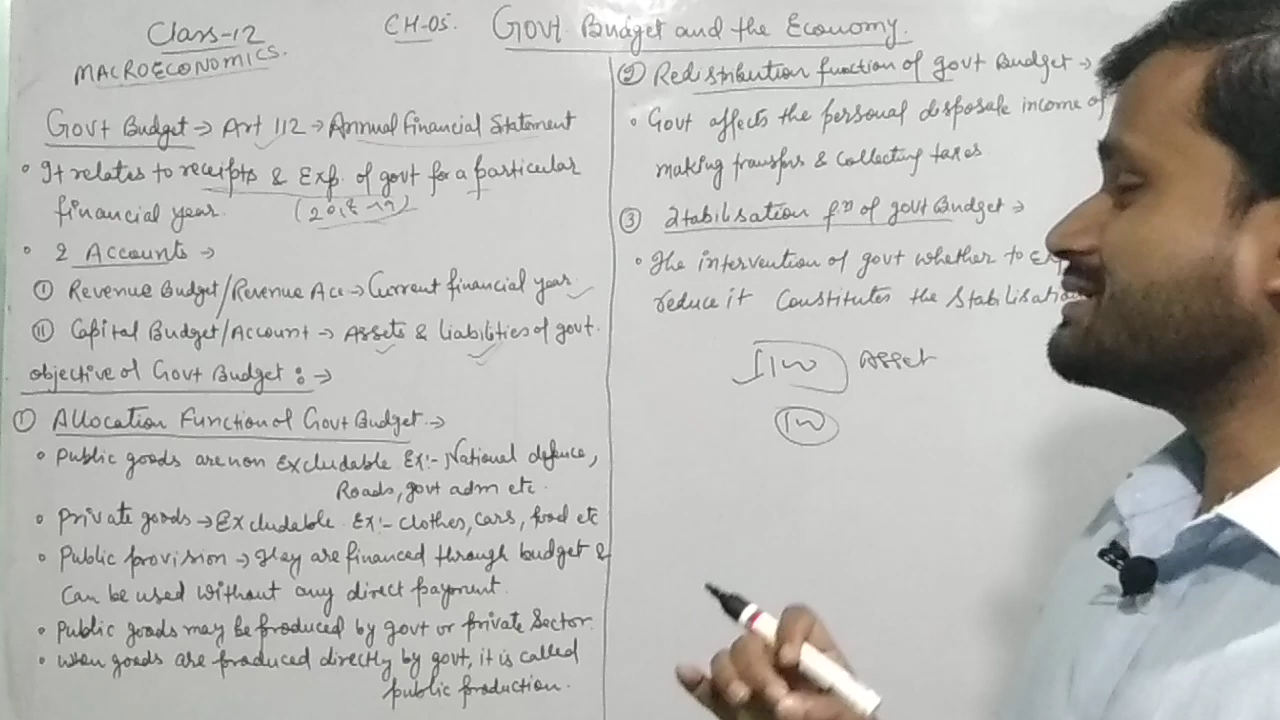 Class-12
MACROECONOMICS.
CH-05.
Govt Budget and the Economy.
Govt Budget → Art 112 → Annual Financial Statement
• It relates to receipts & Exp. of govt for a particular
financial year.
• 2 Accounts →
① Revenue Budget/Revenue Acc → Current financial year
② Capital Budget/Account → Assets & liabilities of govt.
objective of Govt Budget : →
① Allocation Function of Govt Budget →
• Public goods are non Excludable Ex:- National defence,
Roads, govt adm etc.
• Private goods → Excludable Ex:- clothes, cars, food etc
• Public provision → They are financed through budget &
Can be used without any direct payment.
• Public goods may be produced by govt or private Sector.
• When goods are produced directly by govt, it is called
public production.
② Redistribution function of govt Budget →
• Govt affects the personal disposale income of
making transfers & collecting taxes
③ Stabilisation fⁿ of govt Budget →
• The intervention of govt whether to
reduce it Constitutes the
Asset